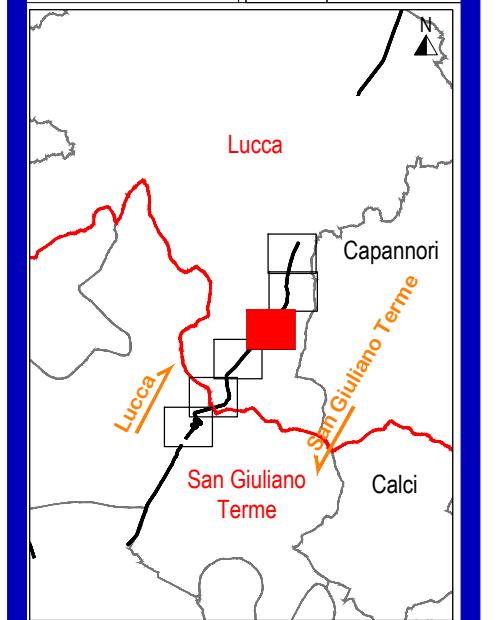 N
Lucca
Capannori
San Giuliano Terme
Lucca
San Giuliano
Terme
Calci